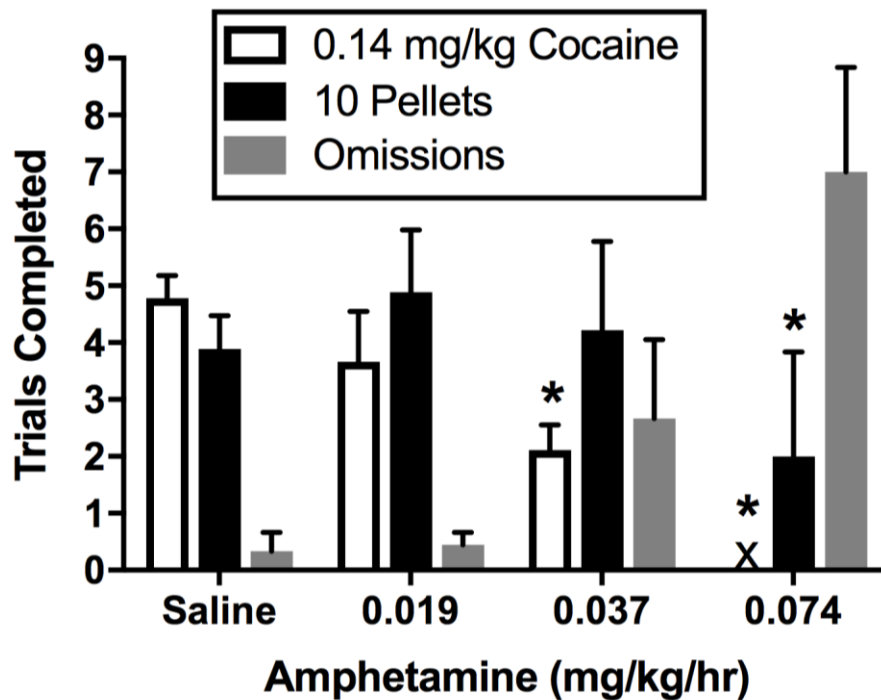 0.14 mg/kg Cocaine
10 Pellets
Omissions
Trials Completed
9
8
7
6
5
4
3
2
1
0
*
*
*
X
Saline 0.019 0.037 0.074
Amphetamine (mg/kg/hr)